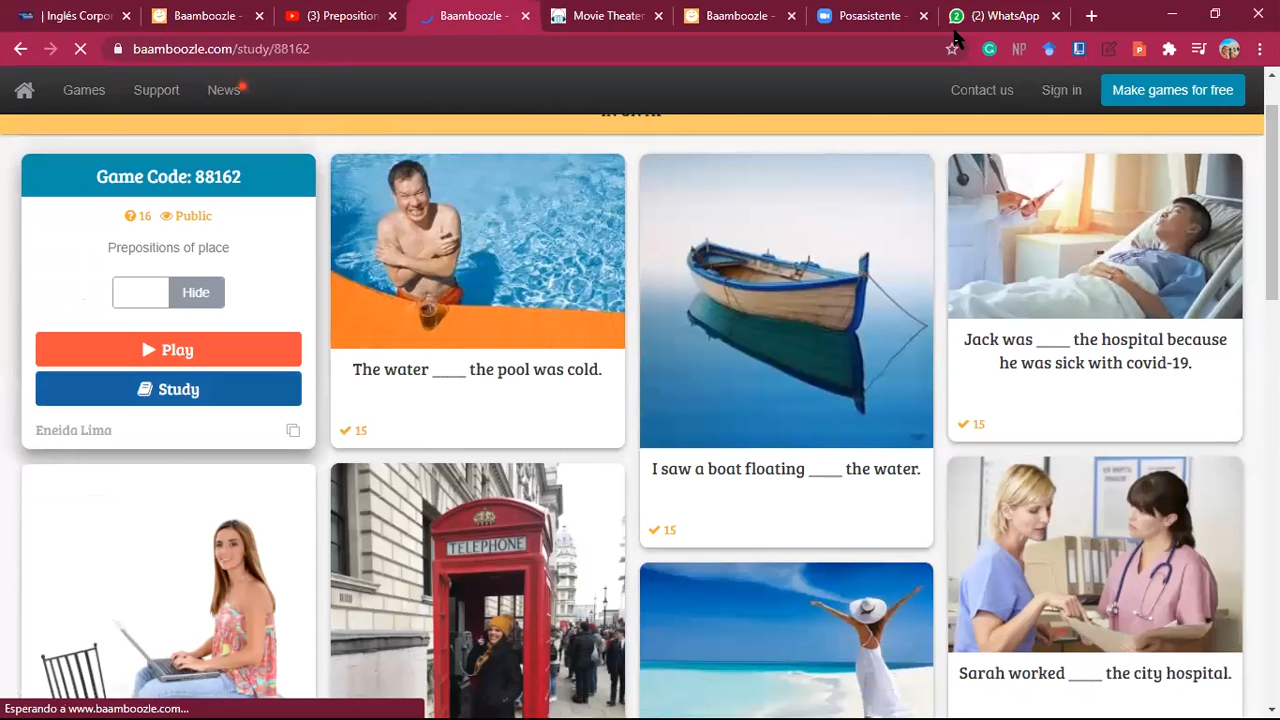 | Inglés Corpor
Baamboozle -
(3) Preposition
Baamboozle -
Movie Theater
Baamboozle -
Posasistente -
(2) WhatsApp
baamboozle.com/study/88162
Games
Support
News
Contact us
Sign in
Make games for free
Game Code: 88162
16
Public
Prepositions of place
Hide
Play
Study
Eneida Lima
The water ____ the pool was cold.
15
I saw a boat floating ____ the water.
15
Jack was ____ the hospital because
he was sick with covid-19.
15
TELEPHONE
Sarah worked ____ the city hospital.
Esperando a www.baamboozle.com...